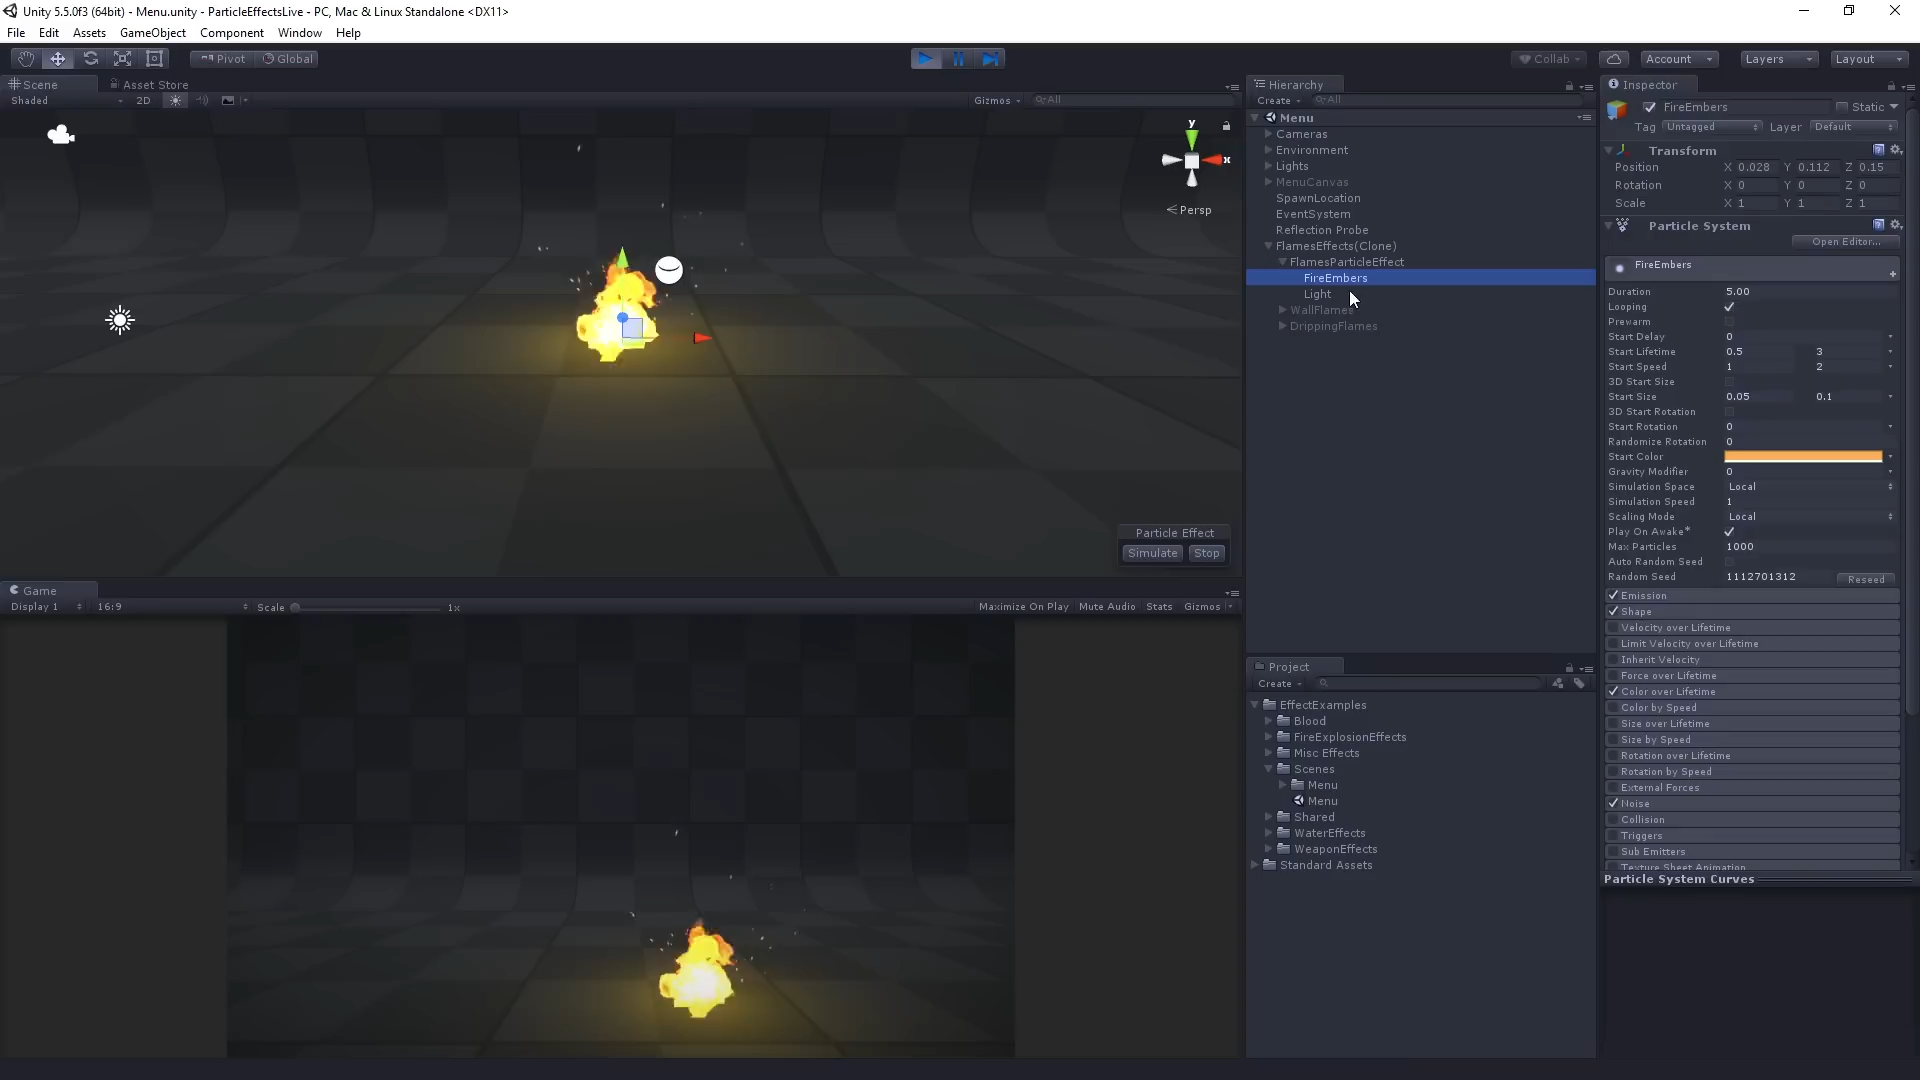 Unity 5.5.0f3 (64bit) - Menu.unity - ParticleEffectsLive - PC, Mac & Linux Standalone <DX11>
File Edit Assets GameObject Component Window Help
Pivot Global Collab Account Layers Layout
Scene Asset Store
Shaded 2D Gizmos All
y
x
Persp
Particle Effect
Simulate Stop
Game
Display 1 16:9 Scale 1x Maximize On Play Mute Audio Stats Gizmos
Hierarchy
Create All
Menu
Cameras
Environment
Lights
MenuCanvas
SpawnLocation
EventSystem
Reflection Probe
FlamesEffects(Clone)
FlamesParticleEffect
FireEmbers
Light
WallFlames
DrippingFlames
Project
Create
EffectExamples
Blood
FireExplosionEffects
Misc Effects
Scenes
Menu
Menu
Shared
WaterEffects
WeaponEffects
Standard Assets
Inspector
FireEmbers Static
Tag Untagged Layer Default
Transform
Position X 0.028 Y 0.112 Z 0.15
Rotation X 0 Y 0 Z 0
Scale X 1 Y 1 Z 1
Particle System
Open Editor...
FireEmbers
Duration 5.00
Looping
Prewarm
Start Delay 0
Start Lifetime 0.5 3
Start Speed 1 2
3D Start Size
Start Size 0.05 0.1
3D Start Rotation
Start Rotation 0
Randomize Rotation 0
Start Color
Gravity Modifier 0
Simulation Space Local
Simulation Speed 1
Scaling Mode Local
Play On Awake*
Max Particles 1000
Auto Random Seed
Random Seed 1112701312 Reseed
Emission
Shape
Velocity over Lifetime
Limit Velocity over Lifetime
Inherit Velocity
Force over Lifetime
Color over Lifetime
Color by Speed
Size over Lifetime
Size by Speed
Rotation over Lifetime
Rotation by Speed
External Forces
Noise
Collision
Triggers
Sub Emitters
Texture Sheet Animation
Particle System Curves